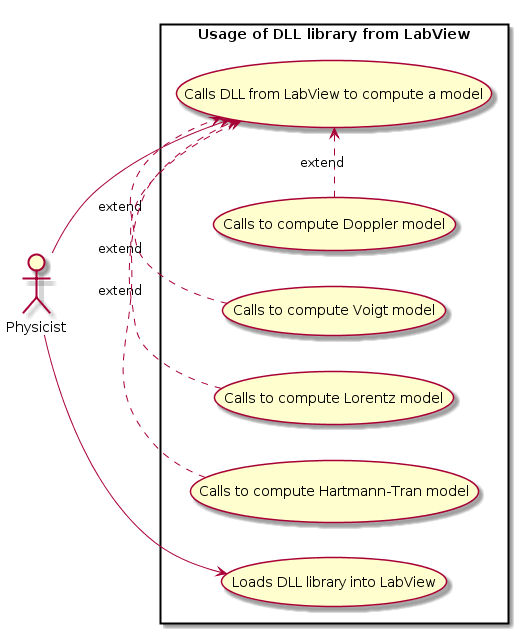 Usage of DLL library from LabView
Calls DLL from LabView to compute a model
extend
extend
Calls to compute Doppler model
extend
extend
Calls to compute Voigt model
Physicist
Calls to compute Lorentz model
Calls to compute Hartmann-Tran model
Loads DLL library into LabView